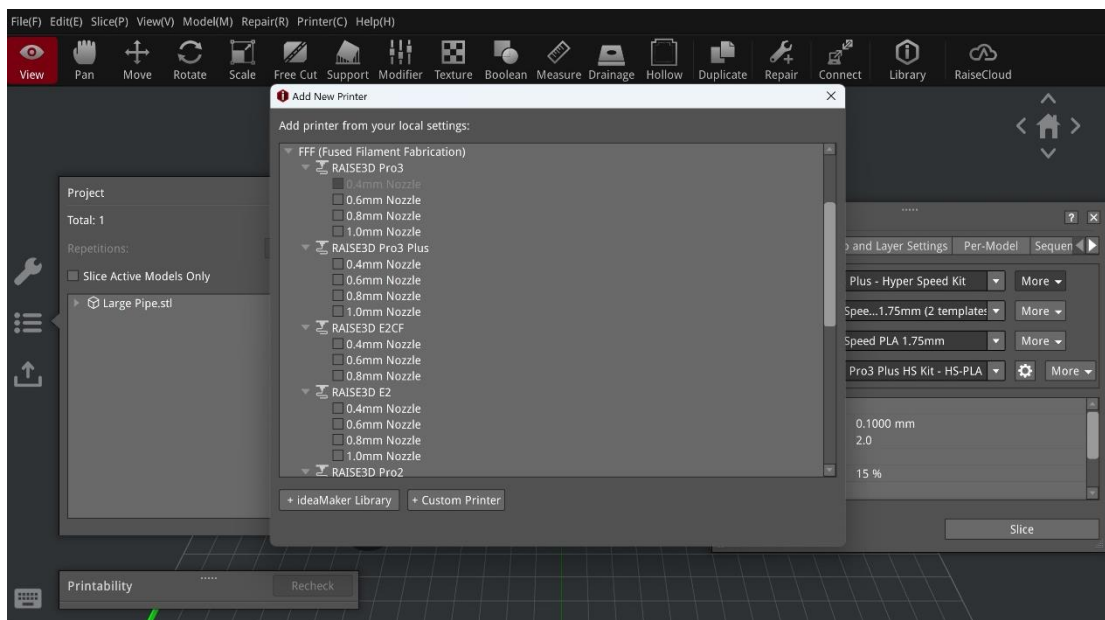 File(F) Edit(E) Slice(P) View(V) Model(M) Repair(R) Printer(C) Help(H)
View Pan Move Rotate Scale Free Cut Support Modifier Texture Boolean Measure Drainage Hollow Duplicate Repair Connect Library RaiseCloud
Add New Printer
Add printer from your local settings:
FFF (Fused Filament Fabrication)
RAISE3D Pro3
0.4mm Nozzle
0.6mm Nozzle
0.8mm Nozzle
1.0mm Nozzle
RAISE3D Pro3 Plus
0.4mm Nozzle
0.6mm Nozzle
0.8mm Nozzle
1.0mm Nozzle
RAISE3D E2CF
0.4mm Nozzle
0.6mm Nozzle
0.8mm Nozzle
RAISE3D E2
0.4mm Nozzle
0.6mm Nozzle
0.8mm Nozzle
1.0mm Nozzle
RAISE3D Pro2
+ ideaMaker Library + Custom Printer
Project
Total: 1
Repetitions:
Slice Active Models Only
Large Pipe.stl
Printability Recheck
? X
and Layer Settings Per-Model Sequen
Plus - Hyper Speed Kit More
Spee...1.75mm (2 templates More
Speed PLA 1.75mm More
Pro3 Plus HS Kit - HS-PLA More
0.1000 mm
2.0
15 %
Slice